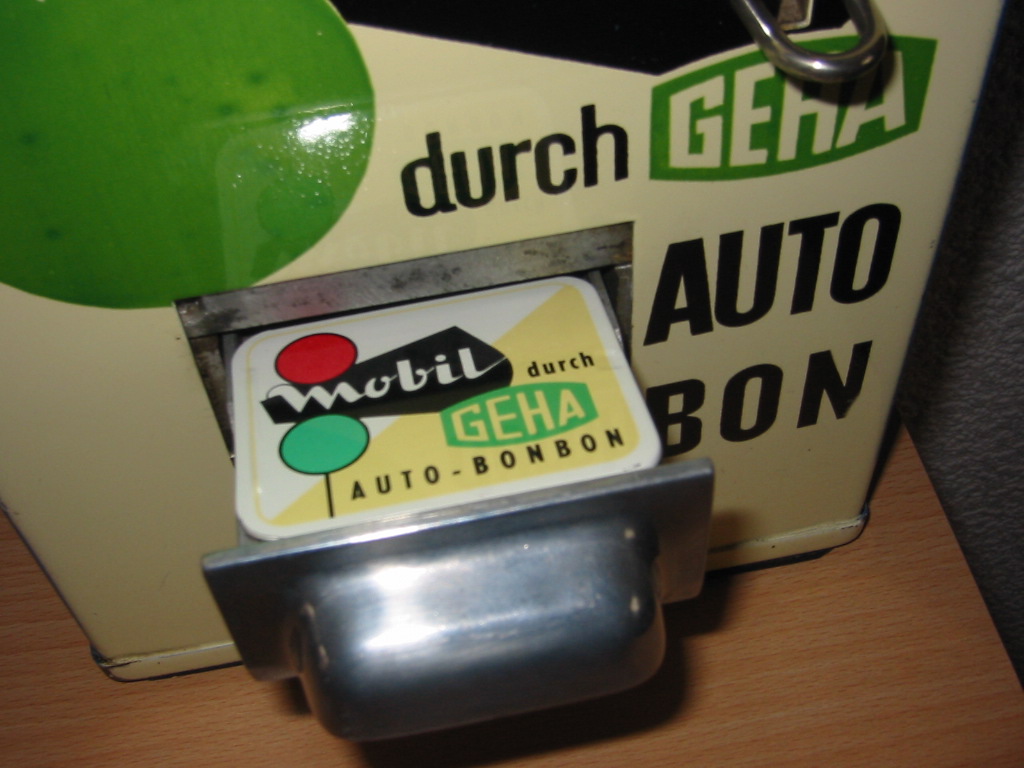 durch GEHA
AUTO
BON
mobil durch
GEHA
AUTO-BONBON